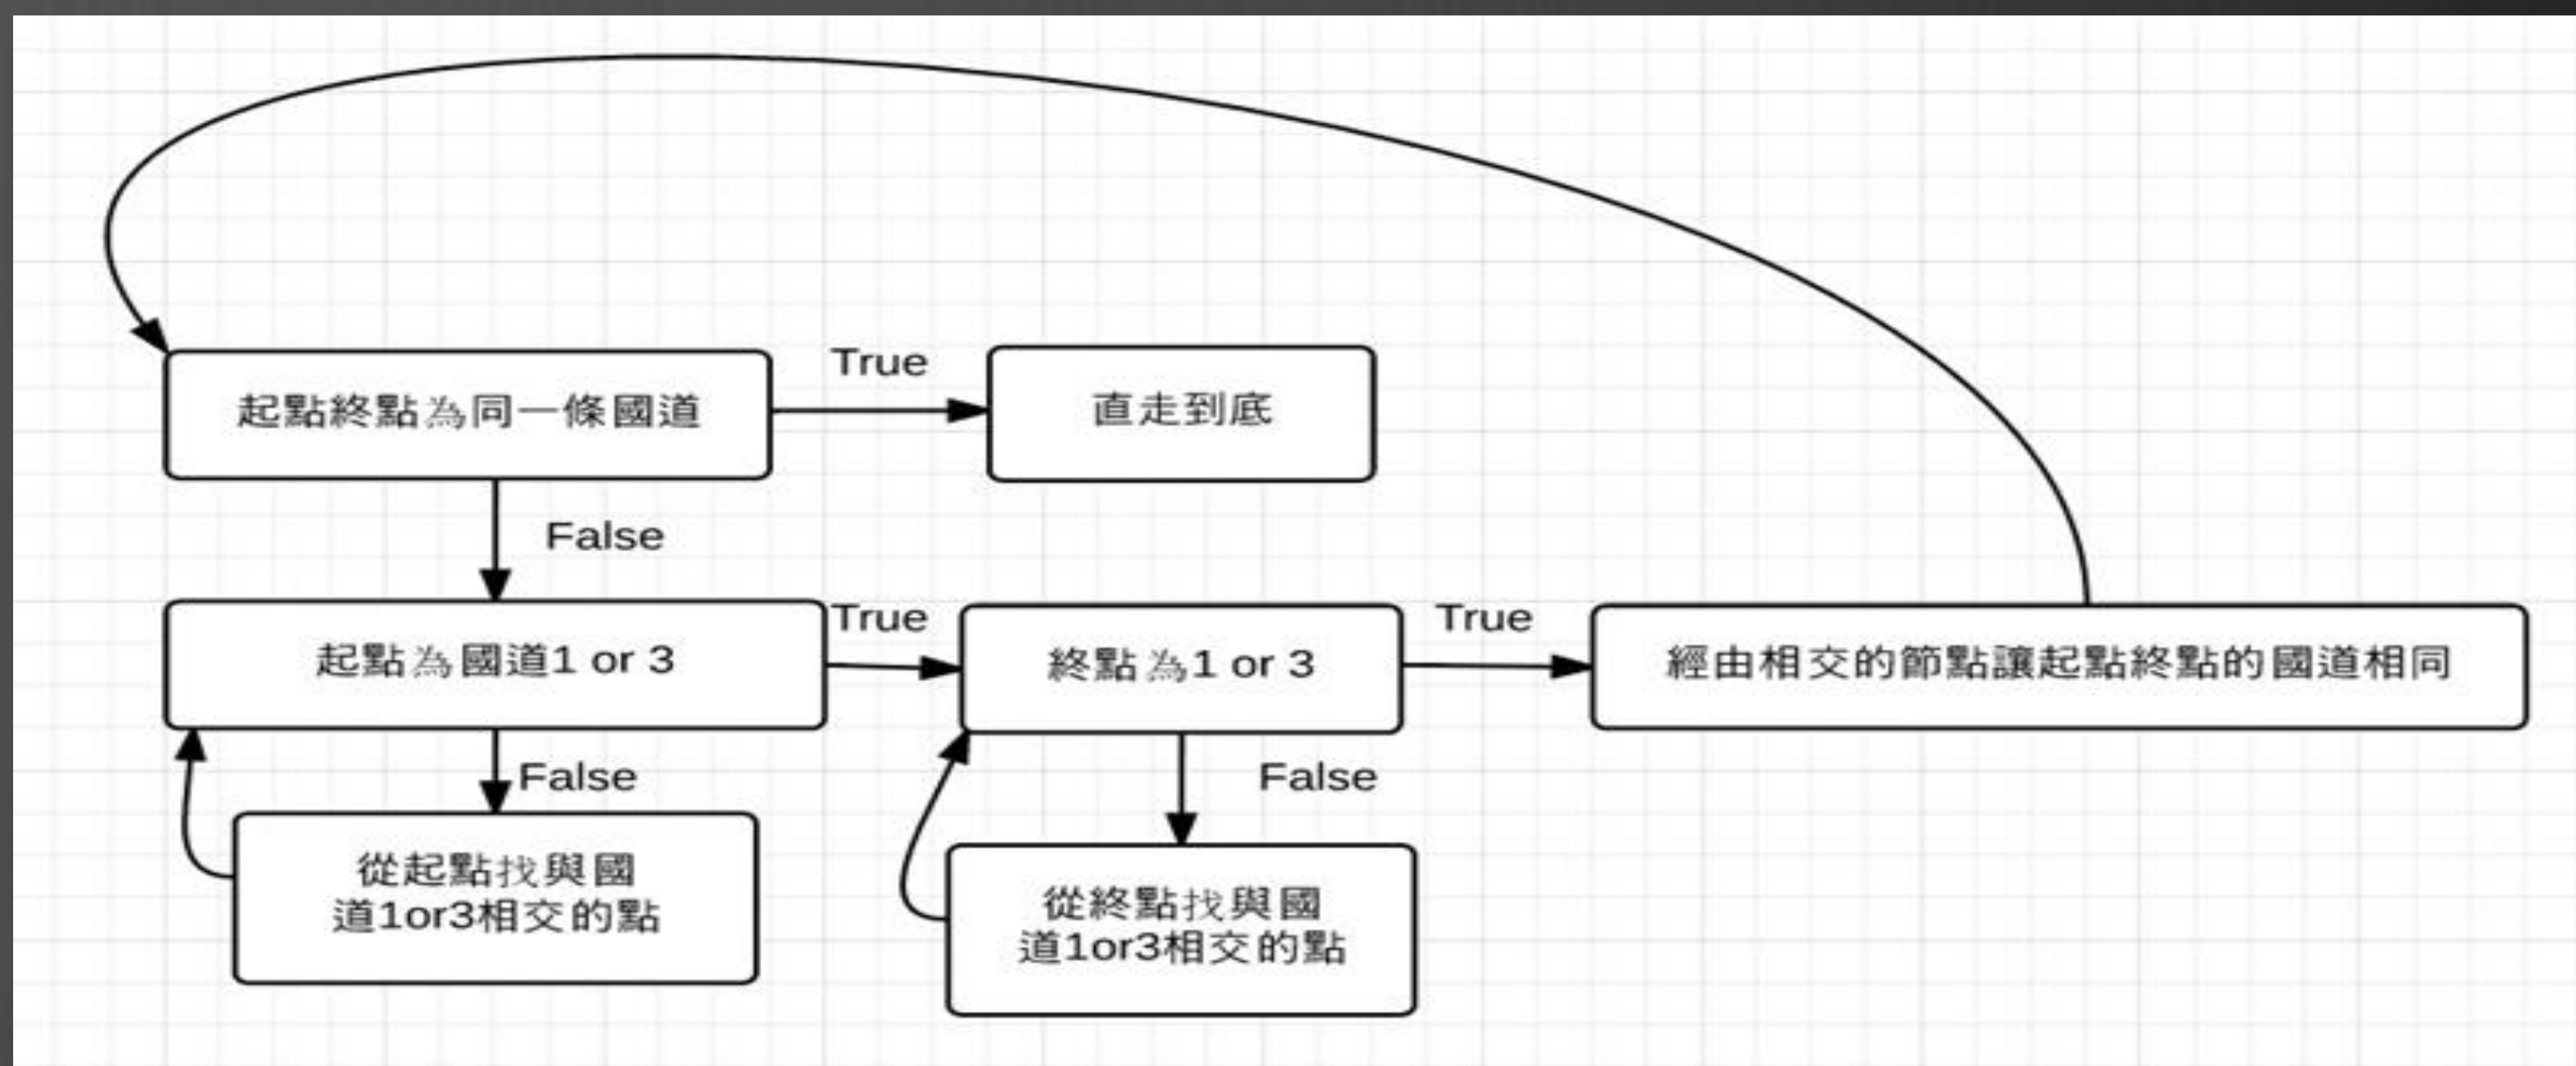 起點終點為同一條國道
True
直走到底
False
起點為國道1 or 3
True
終點為1 or 3
True
經由相交的節點讓起點終點的國道相同
False
從起點找與國
道1or3相交的點
False
從終點找與國
道1or3相交的點